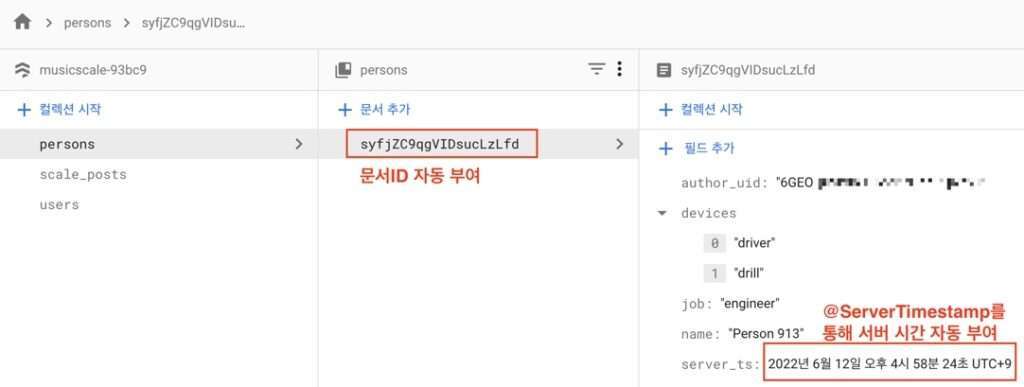 persons
syfjZC9qgVIDsu...
musicscale-93bc9
컬렉션 시작
persons
scale_posts
users
persons
문서 추가
syfjZC9qgVIDsucLzLfd
문서ID 자동 부여
syfjZC9qgVIDsucLzLfd
컬렉션 시작
필드 추가
author_uid: "6GEO
devices
0 "driver"
1 "drill"
job: "engineer"
@ServerTimestamp를
name: "Person 913"
통해 서버 시간 자동 부여
server_ts: 2022년 6월 12일 오후 4시 58분 24초 UTC+9